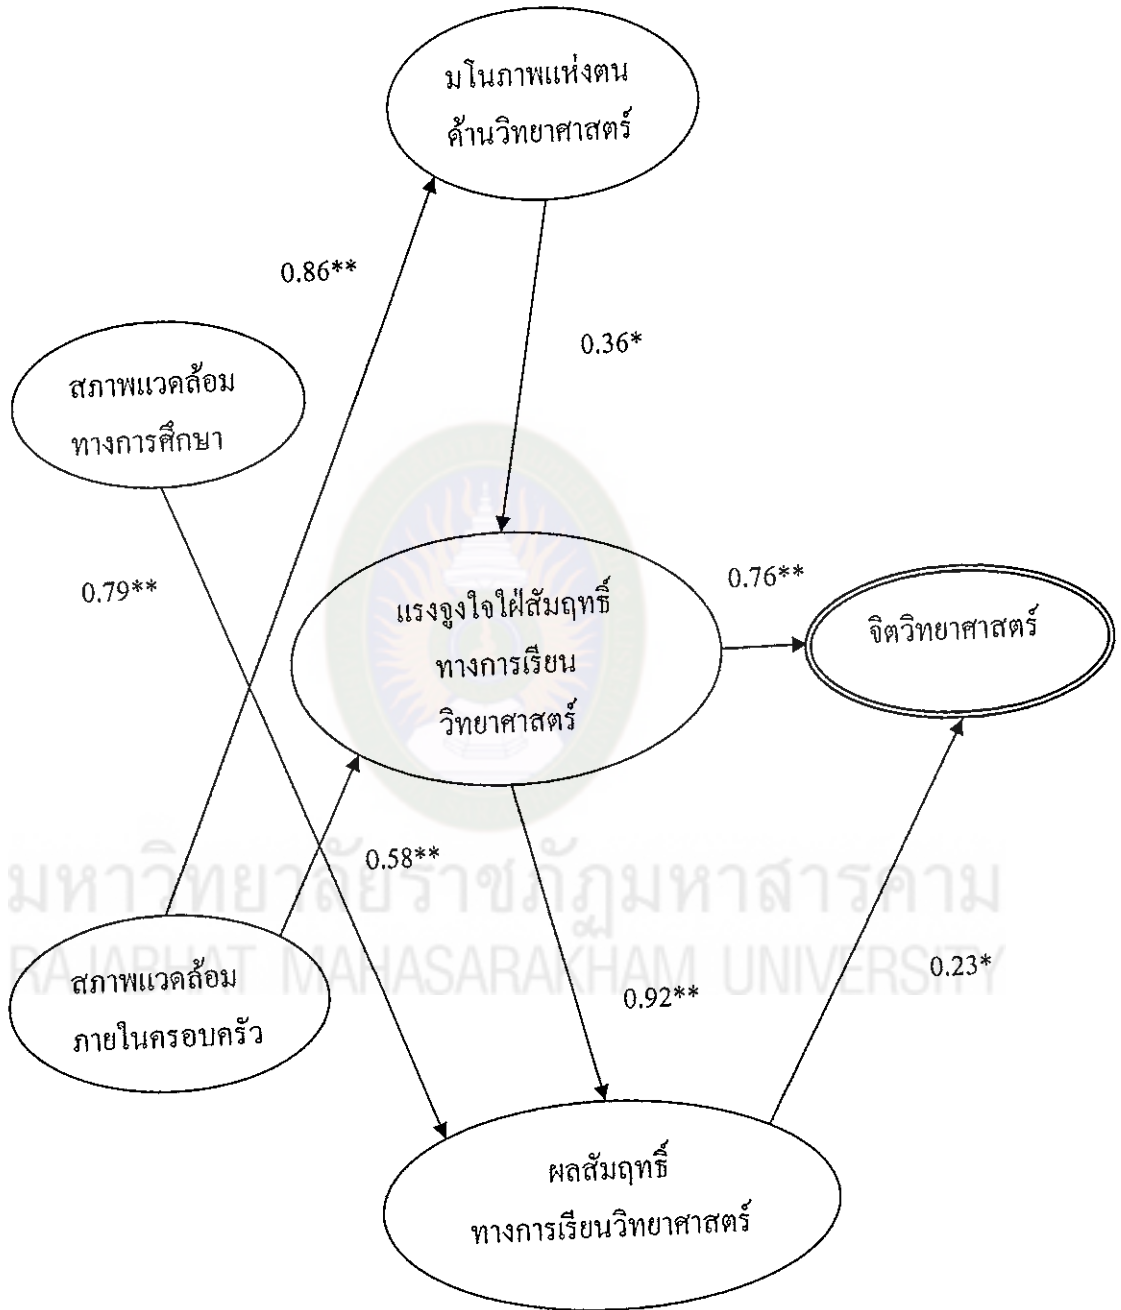 มโนภาพแห่งตน
ด้านวิทยาศาสตร์
0.86**
0.36*
สภาพแวดล้อม
ทางการศึกษา
0.79**
แรงจูงใจใฝ่สัมฤทธิ์
ทางการเรียน
วิทยาศาสตร์
0.76**
จิตวิทยาศาสตร์
0.58**
มหาวิทยาลัยราชภัฏมหาสารคาม
RAJABHAT MAHASARAKHAM UNIVERSITY
สภาพแวดล้อม
ภายในครอบครัว
0.92**
0.23*
ผลสัมฤทธิ์
ทางการเรียนวิทยาศาสตร์